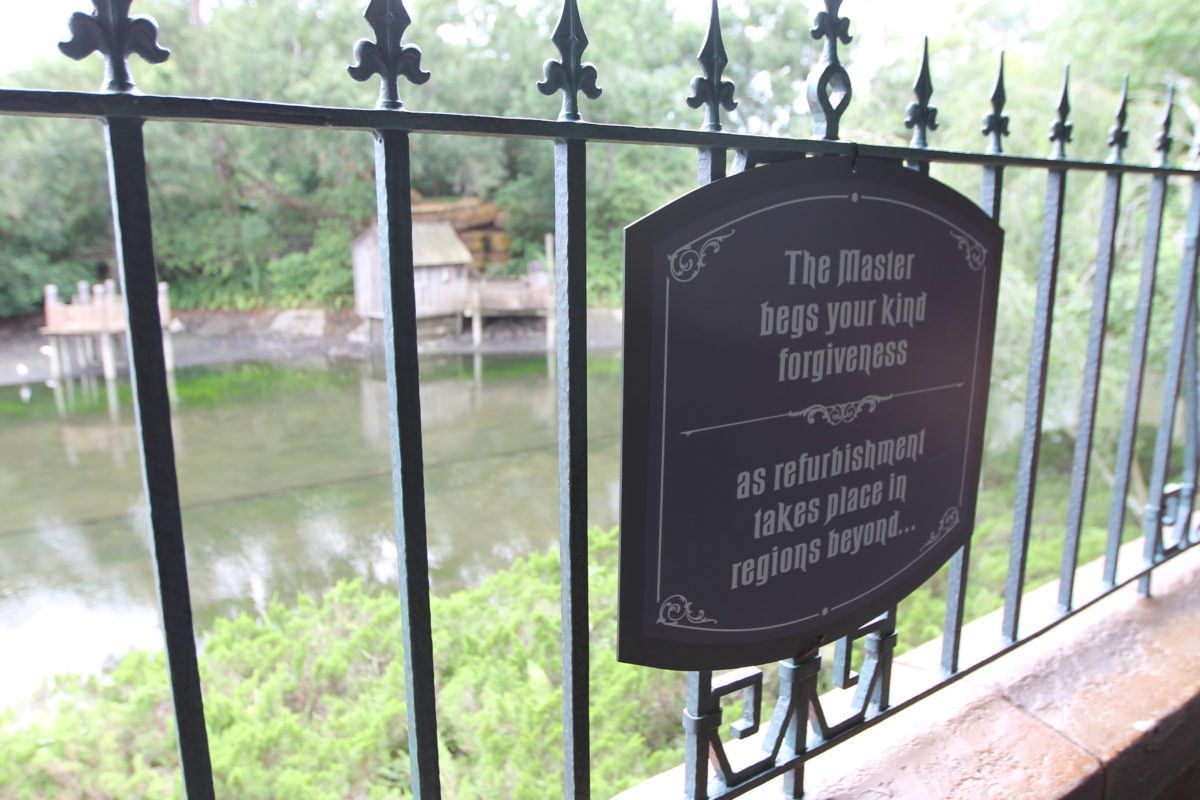 The Master
begs your kind
forgiveness
as refurbishment
takes place in
regions beyond...